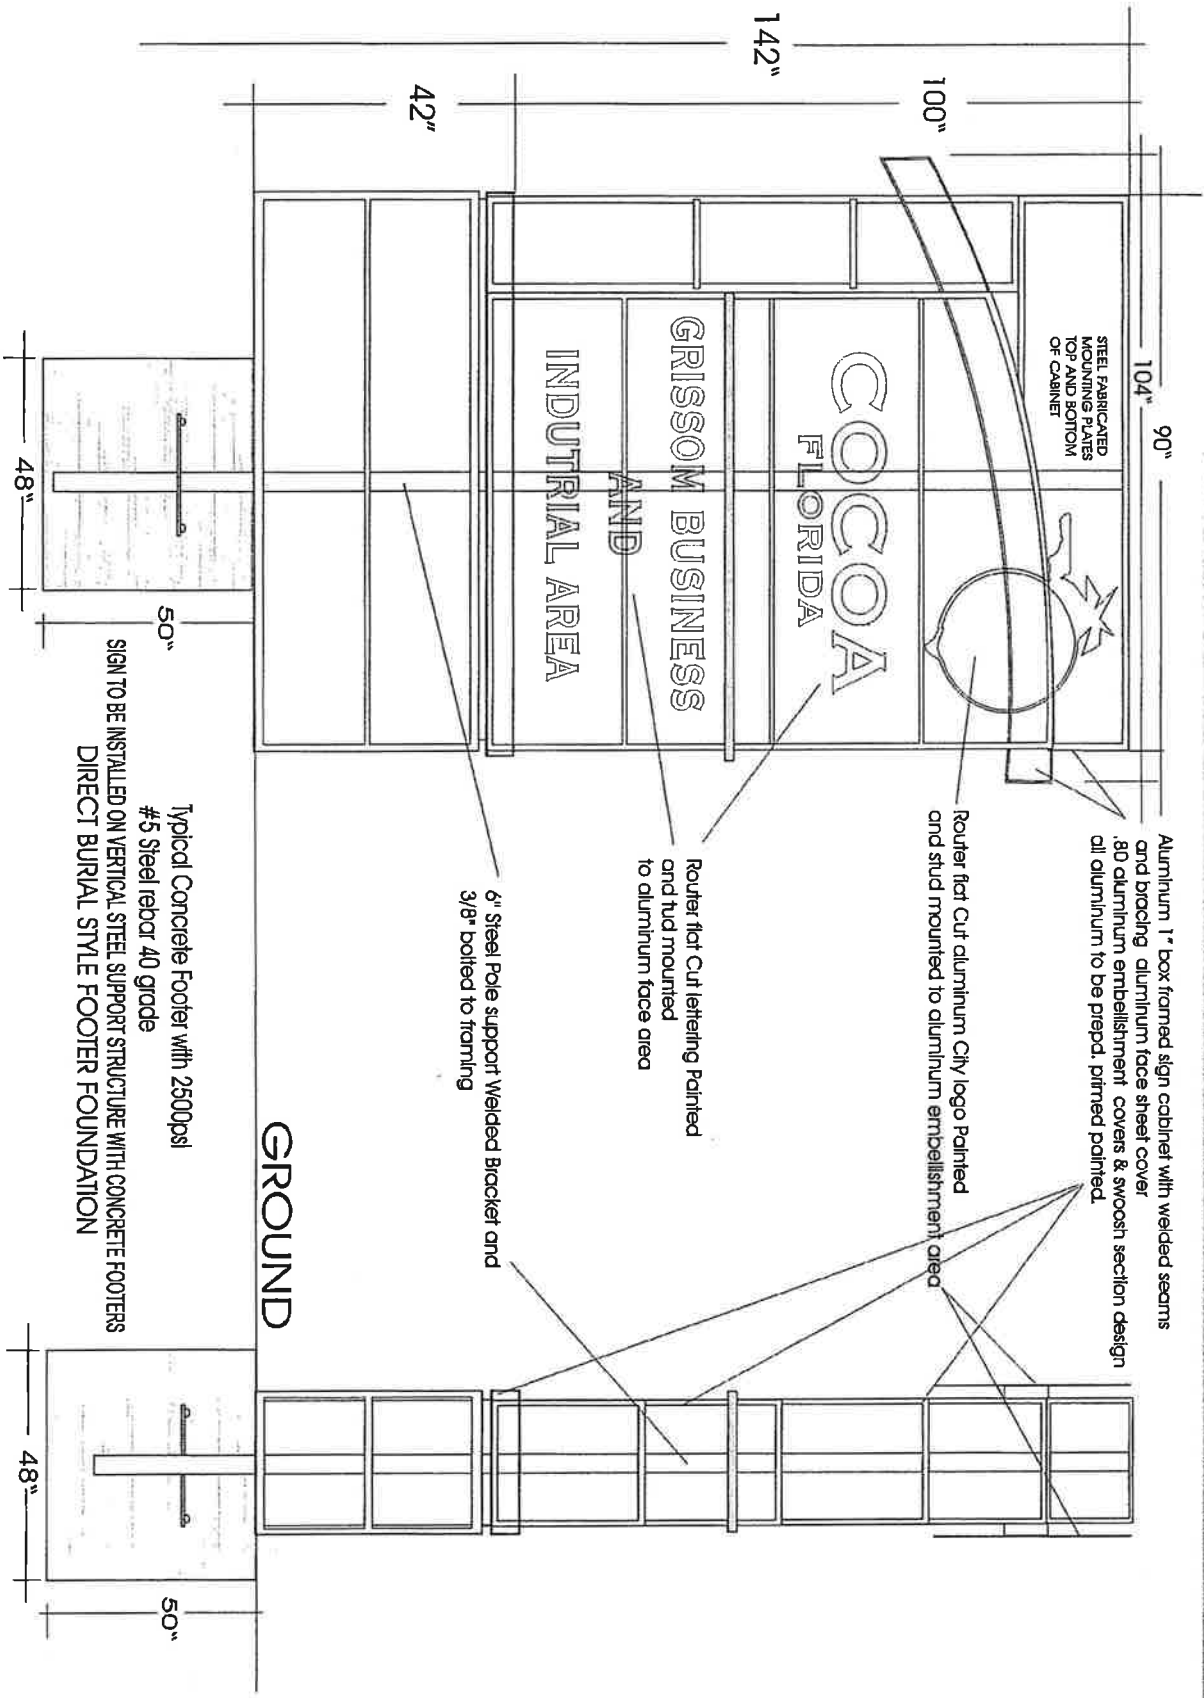 90"
104"
STEEL FABRICATED
MOUNTING PLATES
TOP AND BOTTOM
OF CABINET
100"
142"
42"
COCOA
FLORIDA
GRISSOM BUSINESS
AND
INDUTRIAL AREA
Aluminum 1" box framed sign cabinet with welded seams
and bracing aluminum face sheet cover
.80 aluminum embellishment covers & swoosh section design
all aluminum to be prepd. primed painted.
Router flat Cut aluminum City logo Painted
and stud mounted to aluminum embellishment area
Router flat Cut lettering Painted
and tud mounted
to aluminum face area
6" Steel Pole support Welded Bracket and
3/8" bolted to framing
GROUND
50"
48"
Typical Concrete Footer with 2500psi
#5 Steel rebar 40 grade
SIGN TO BE INSTALLED ON VERTICAL STEEL SUPPORT STRUCTURE WITH CONCRETE FOOTERS
DIRECT BURIAL STYLE FOOTER FOUNDATION
50"
48"